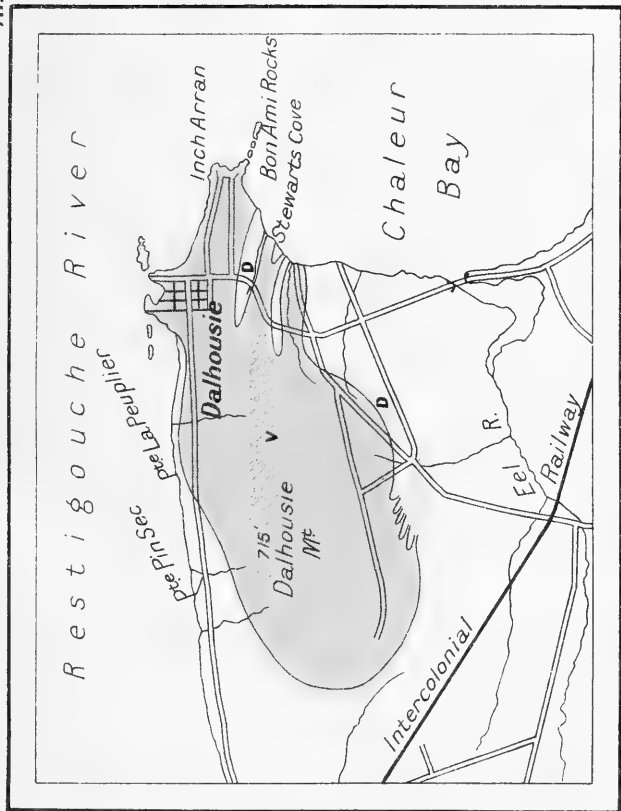 Restigouche River
Inch Arran
Bon Ami Rocks
Stewarts Cove
Chaleur
Bay
Pte. La Peuplier
Pte. Pin Sec
Dalhousie
D
V
715'
Dalhousie
Mt
D
Eel R.
Intercolonial Railway